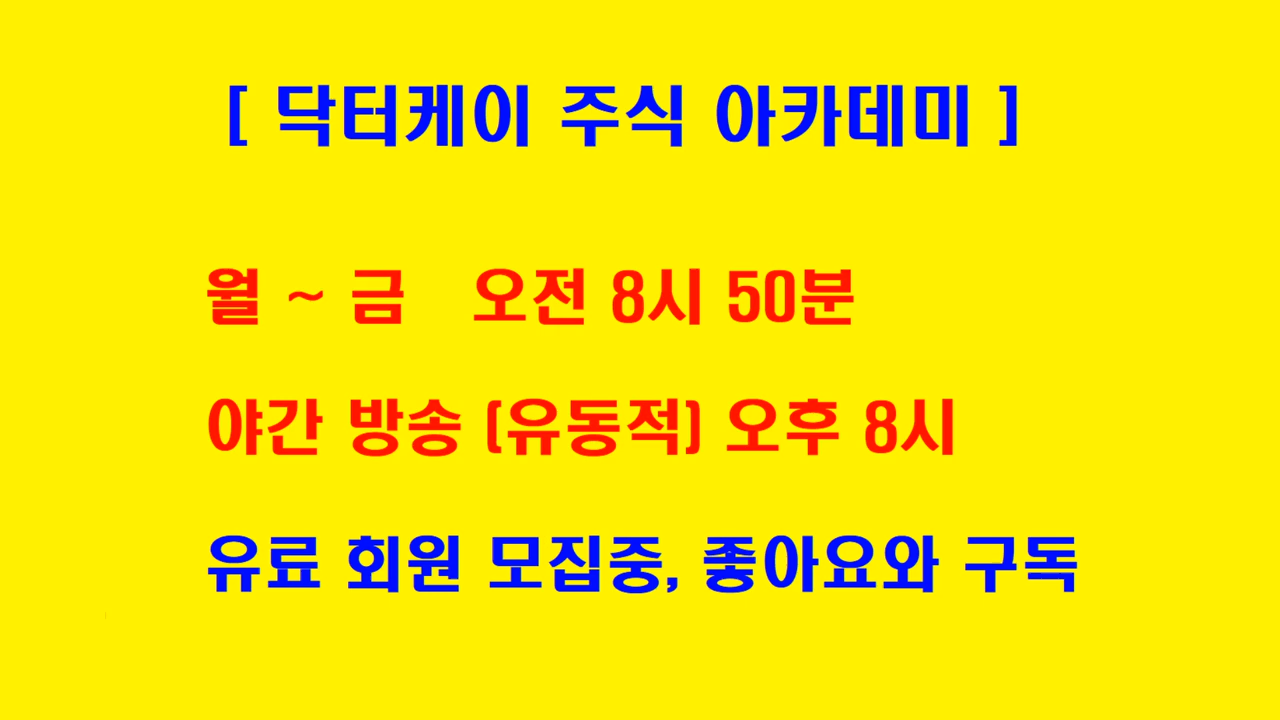 [ 닥터케이 주식 아카데미 ]
월 ~ 금 오전 8시 50분
야간 방송 (유동적) 오후 8시
유료 회원 모집중, 좋아요와 구독